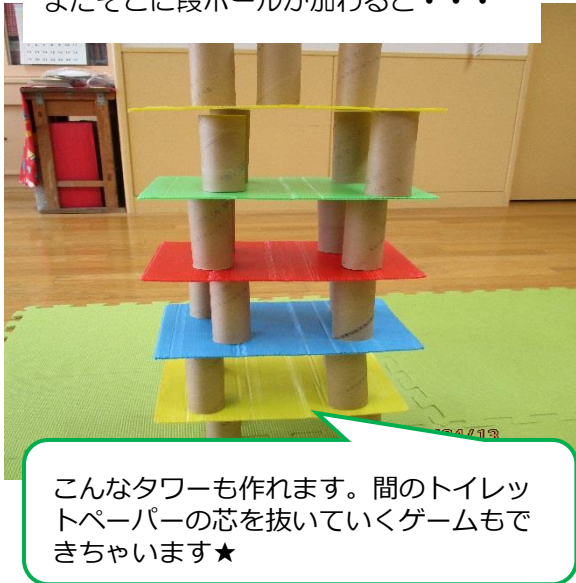 またそこに段ボールが加わると・・・
こんなタワーも作れます。間のトイレッ
トペーパーの芯を抜いていくゲームもで
きちゃいます★